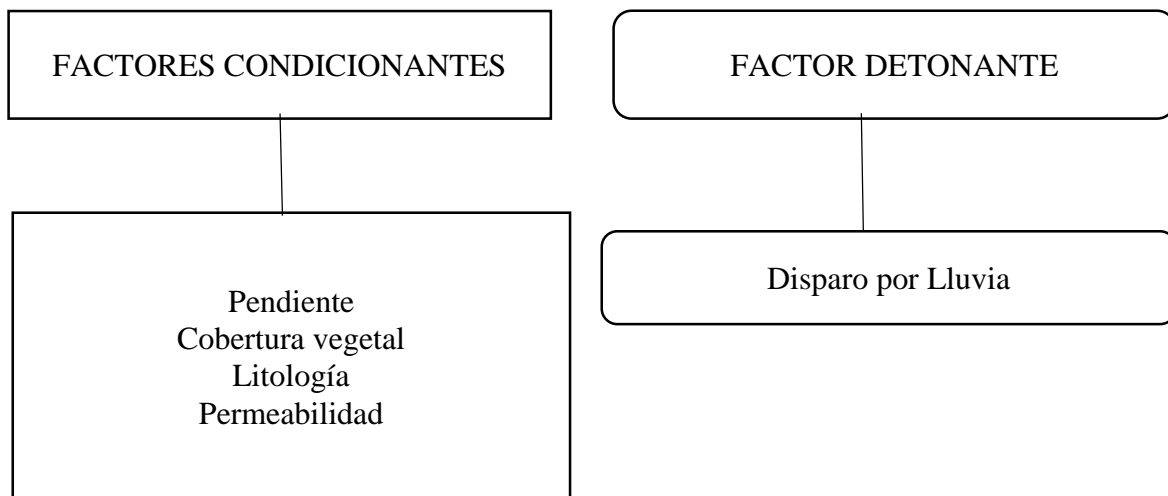 FACTORES CONDICIONANTES
FACTOR DETONANTE
Pendiente
Cobertura vegetal
Litología
Permeabilidad
Disparo por Lluvia